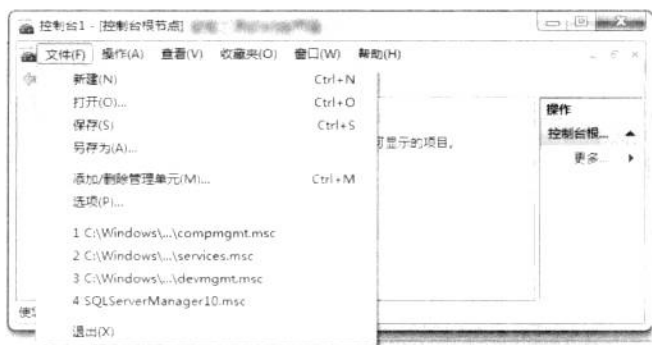 控制台1 - [控制台根节点]
文件(F) 操作(A) 查看(V) 收藏夹(O) 窗口(W) 帮助(H)
新建(N) Ctrl+N
打开(O)... Ctrl+O
保存(S) Ctrl+S
另存为(A)...
可显示的项目。
添加/删除管理单元(M)... Ctrl+M
选项(P)...
1 C:\Windows\...\compmgmt.msc
2 C:\Windows\...\services.msc
3 C:\Windows\...\devmgmt.msc
4 SQLServerManager10.msc
退出(X)
操作
控制台根...
更多...